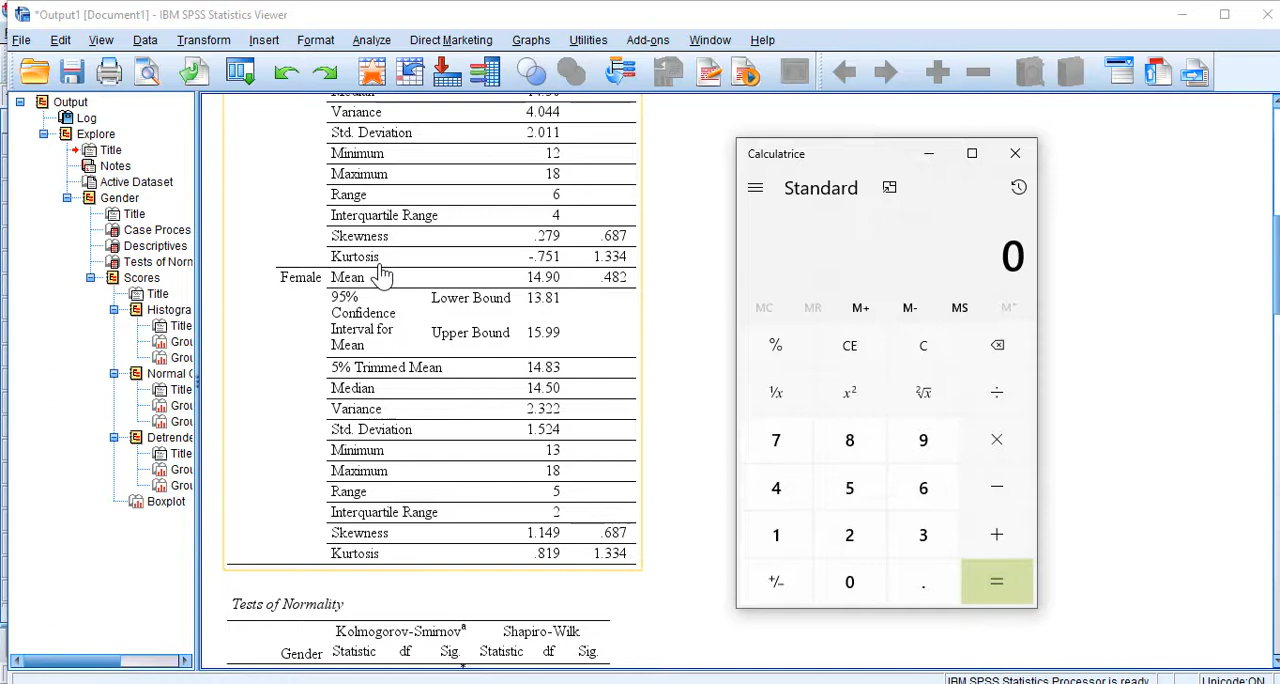 *Output1 [Document1] - IBM SPSS Statistics Viewer
File Edit View Data Transform Insert Format Analyze Direct Marketing Graphs Utilities Add-ons Window Help
Output
Log
Explore
Title
Notes
Active Dataset
Gender
Title
Case Proces
Descriptives
Tests of Norn
Scores
Title
Histogra
Title
Grou
Grou
Normal Q
Title
Grou
Grou
Detrende
Title
Grou
Grou
Boxplot
Variance 4.044
Std. Deviation 2.011
Minimum 12
Maximum 18
Range 6
Interquartile Range 4
Skewness .279 .687
Kurtosis -.751 1.334
Female Mean 14.90 .482
95% Confidence Interval for Mean Lower Bound 13.81
Upper Bound 15.99
5% Trimmed Mean 14.83
Median 14.50
Variance 2.322
Std. Deviation 1.524
Minimum 13
Maximum 18
Range 5
Interquartile Range 2
Skewness 1.149 .687
Kurtosis .819 1.334
Tests of Normality
Kolmogorov-Smirnovᵃ Shapiro-Wilk
Gender Statistic df Sig. Statistic df Sig.
Calculatrice
Standard
0
MC MR M+ M- MS M˅
% CE C
¹/x x² ²√x ÷
7 8 9 ×
4 5 6 −
1 2 3 +
+/− 0 . =
IBM SPSS Statistics Processor is ready
Unicode:ON